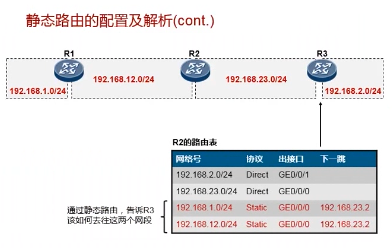 静态路由的配置及解析(cont.)
R1
R2
R3
192.168.12.0/24
192.168.23.0/24
192.168.1.0/24
192.168.2.0/24
R2的路由表
网络号 协议 出接口 下一跳
192.168.2.0/24 Direct GE0/0/1
192.168.23.0/24 Direct GE0/0/0
192.168.1.0/24 Static GE0/0/0 192.168.23.2
192.168.12.0/24 Static GE0/0/0 192.168.23.2
通过静态路由，告诉R3
该如何去往这两个网段